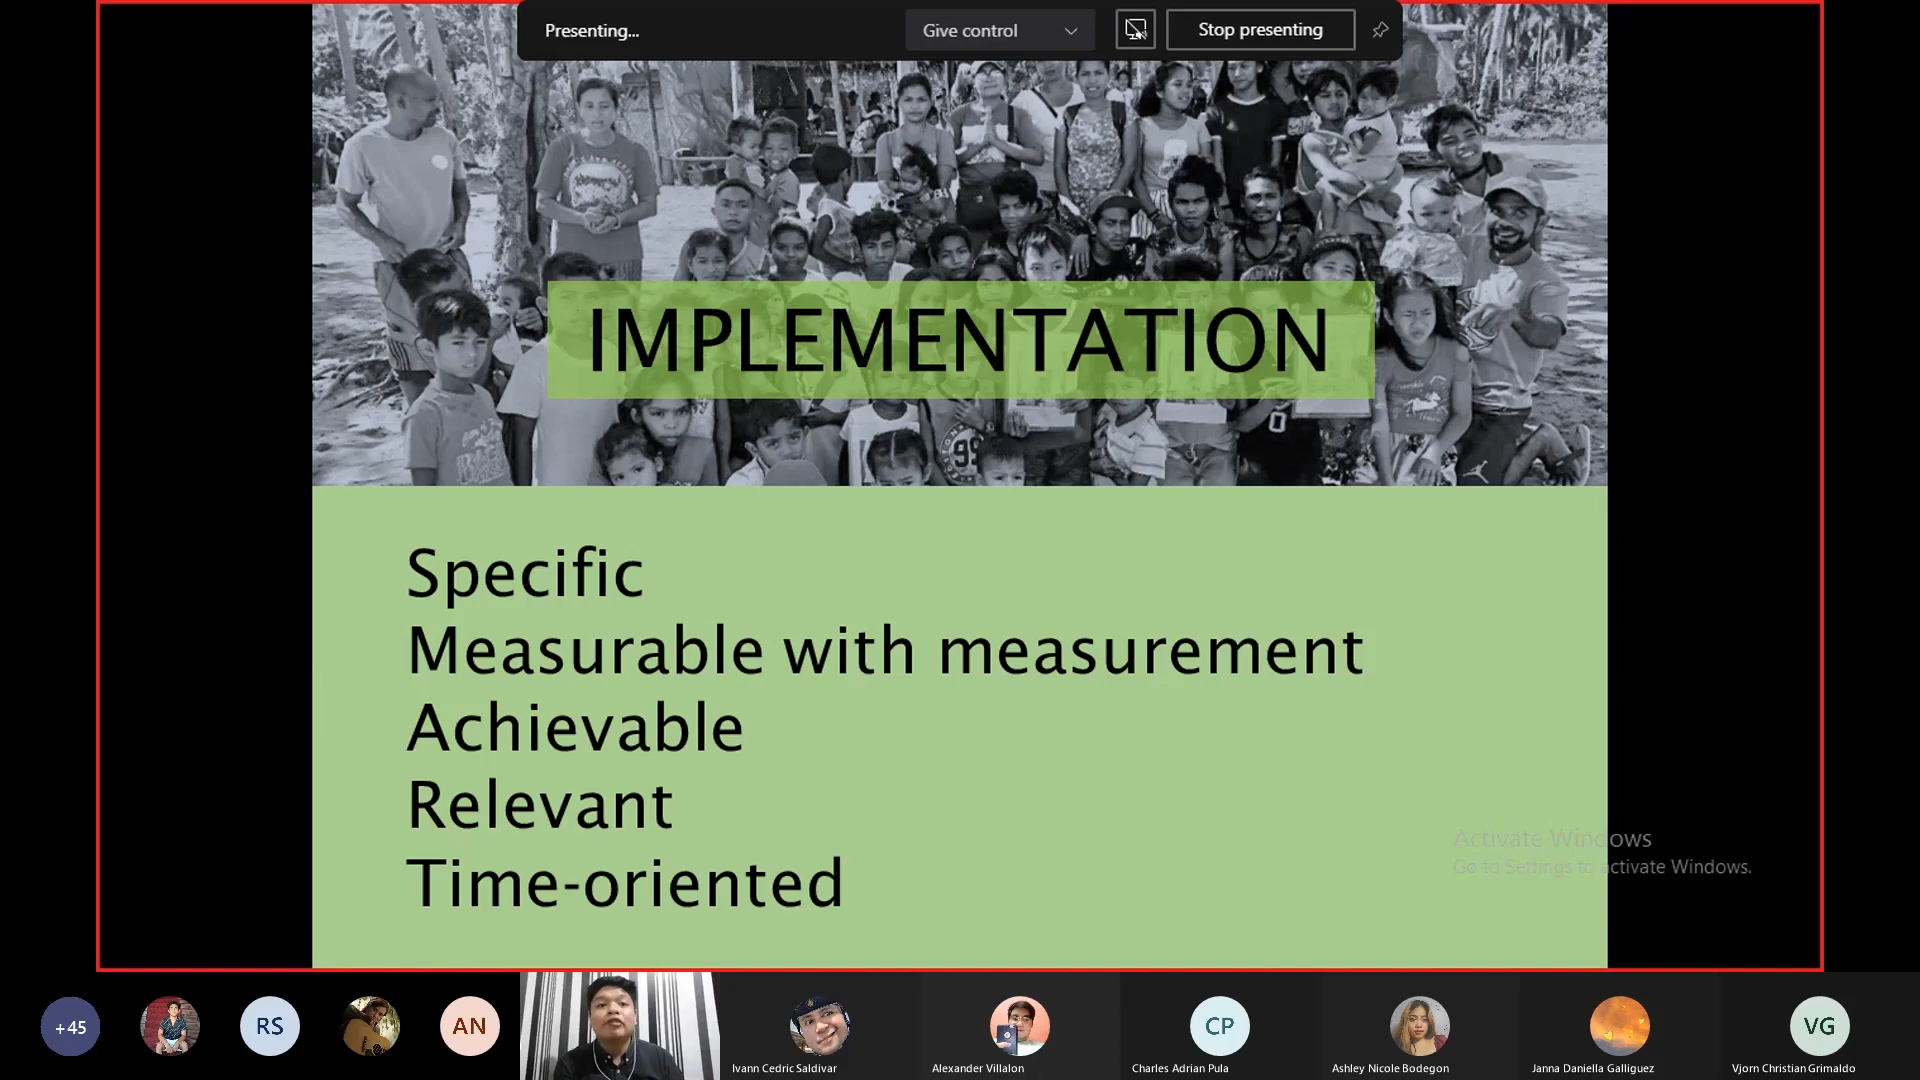 Presenting...
Give control
Stop presenting
IMPLEMENTATION
99
0
Specific
Measurable with measurement
Achievable
Relevant
Time-oriented
Activate Windows
Go to Settings to activate Windows.
+45
RS
AN
CP
VG
Ivann Cedric Saldivar
Alexander Villalon
Charles Adrian Pula
Ashley Nicole Bodegon
Janna Daniella Galliguez
Vjorn Christian Grimaldo